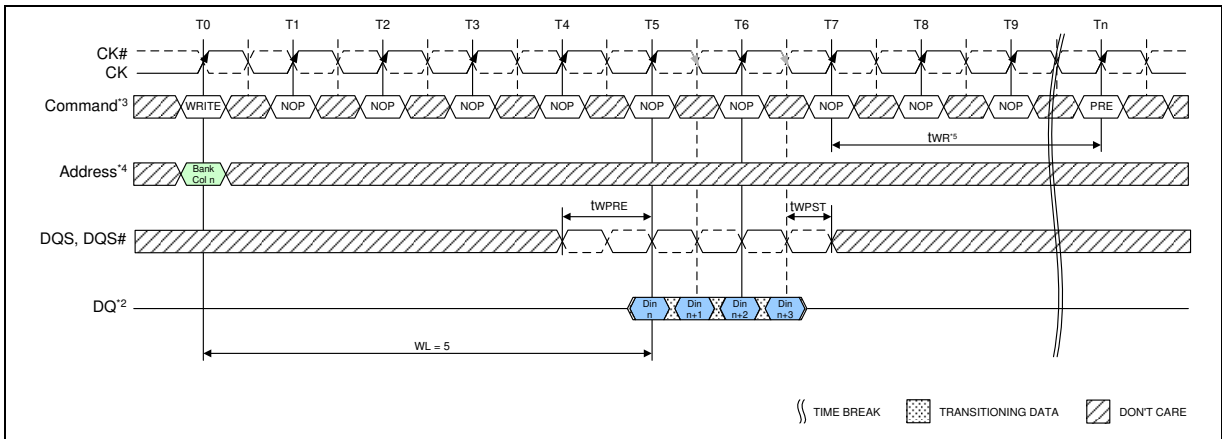 T0 T1 T2 T3 T4 T5 T6 T7 T8 T9 Tn
CK#
CK
Command*3 WRITE NOP NOP NOP NOP NOP NOP NOP NOP NOP PRE
tWR*5
Address*4 Bank
Col n
tWPRE tWPST
DQS, DQS#
DQ*2 Din n Din n+1 Din n+2 Din n+3
WL = 5
TIME BREAK TRANSITIONING DATA DON'T CARE